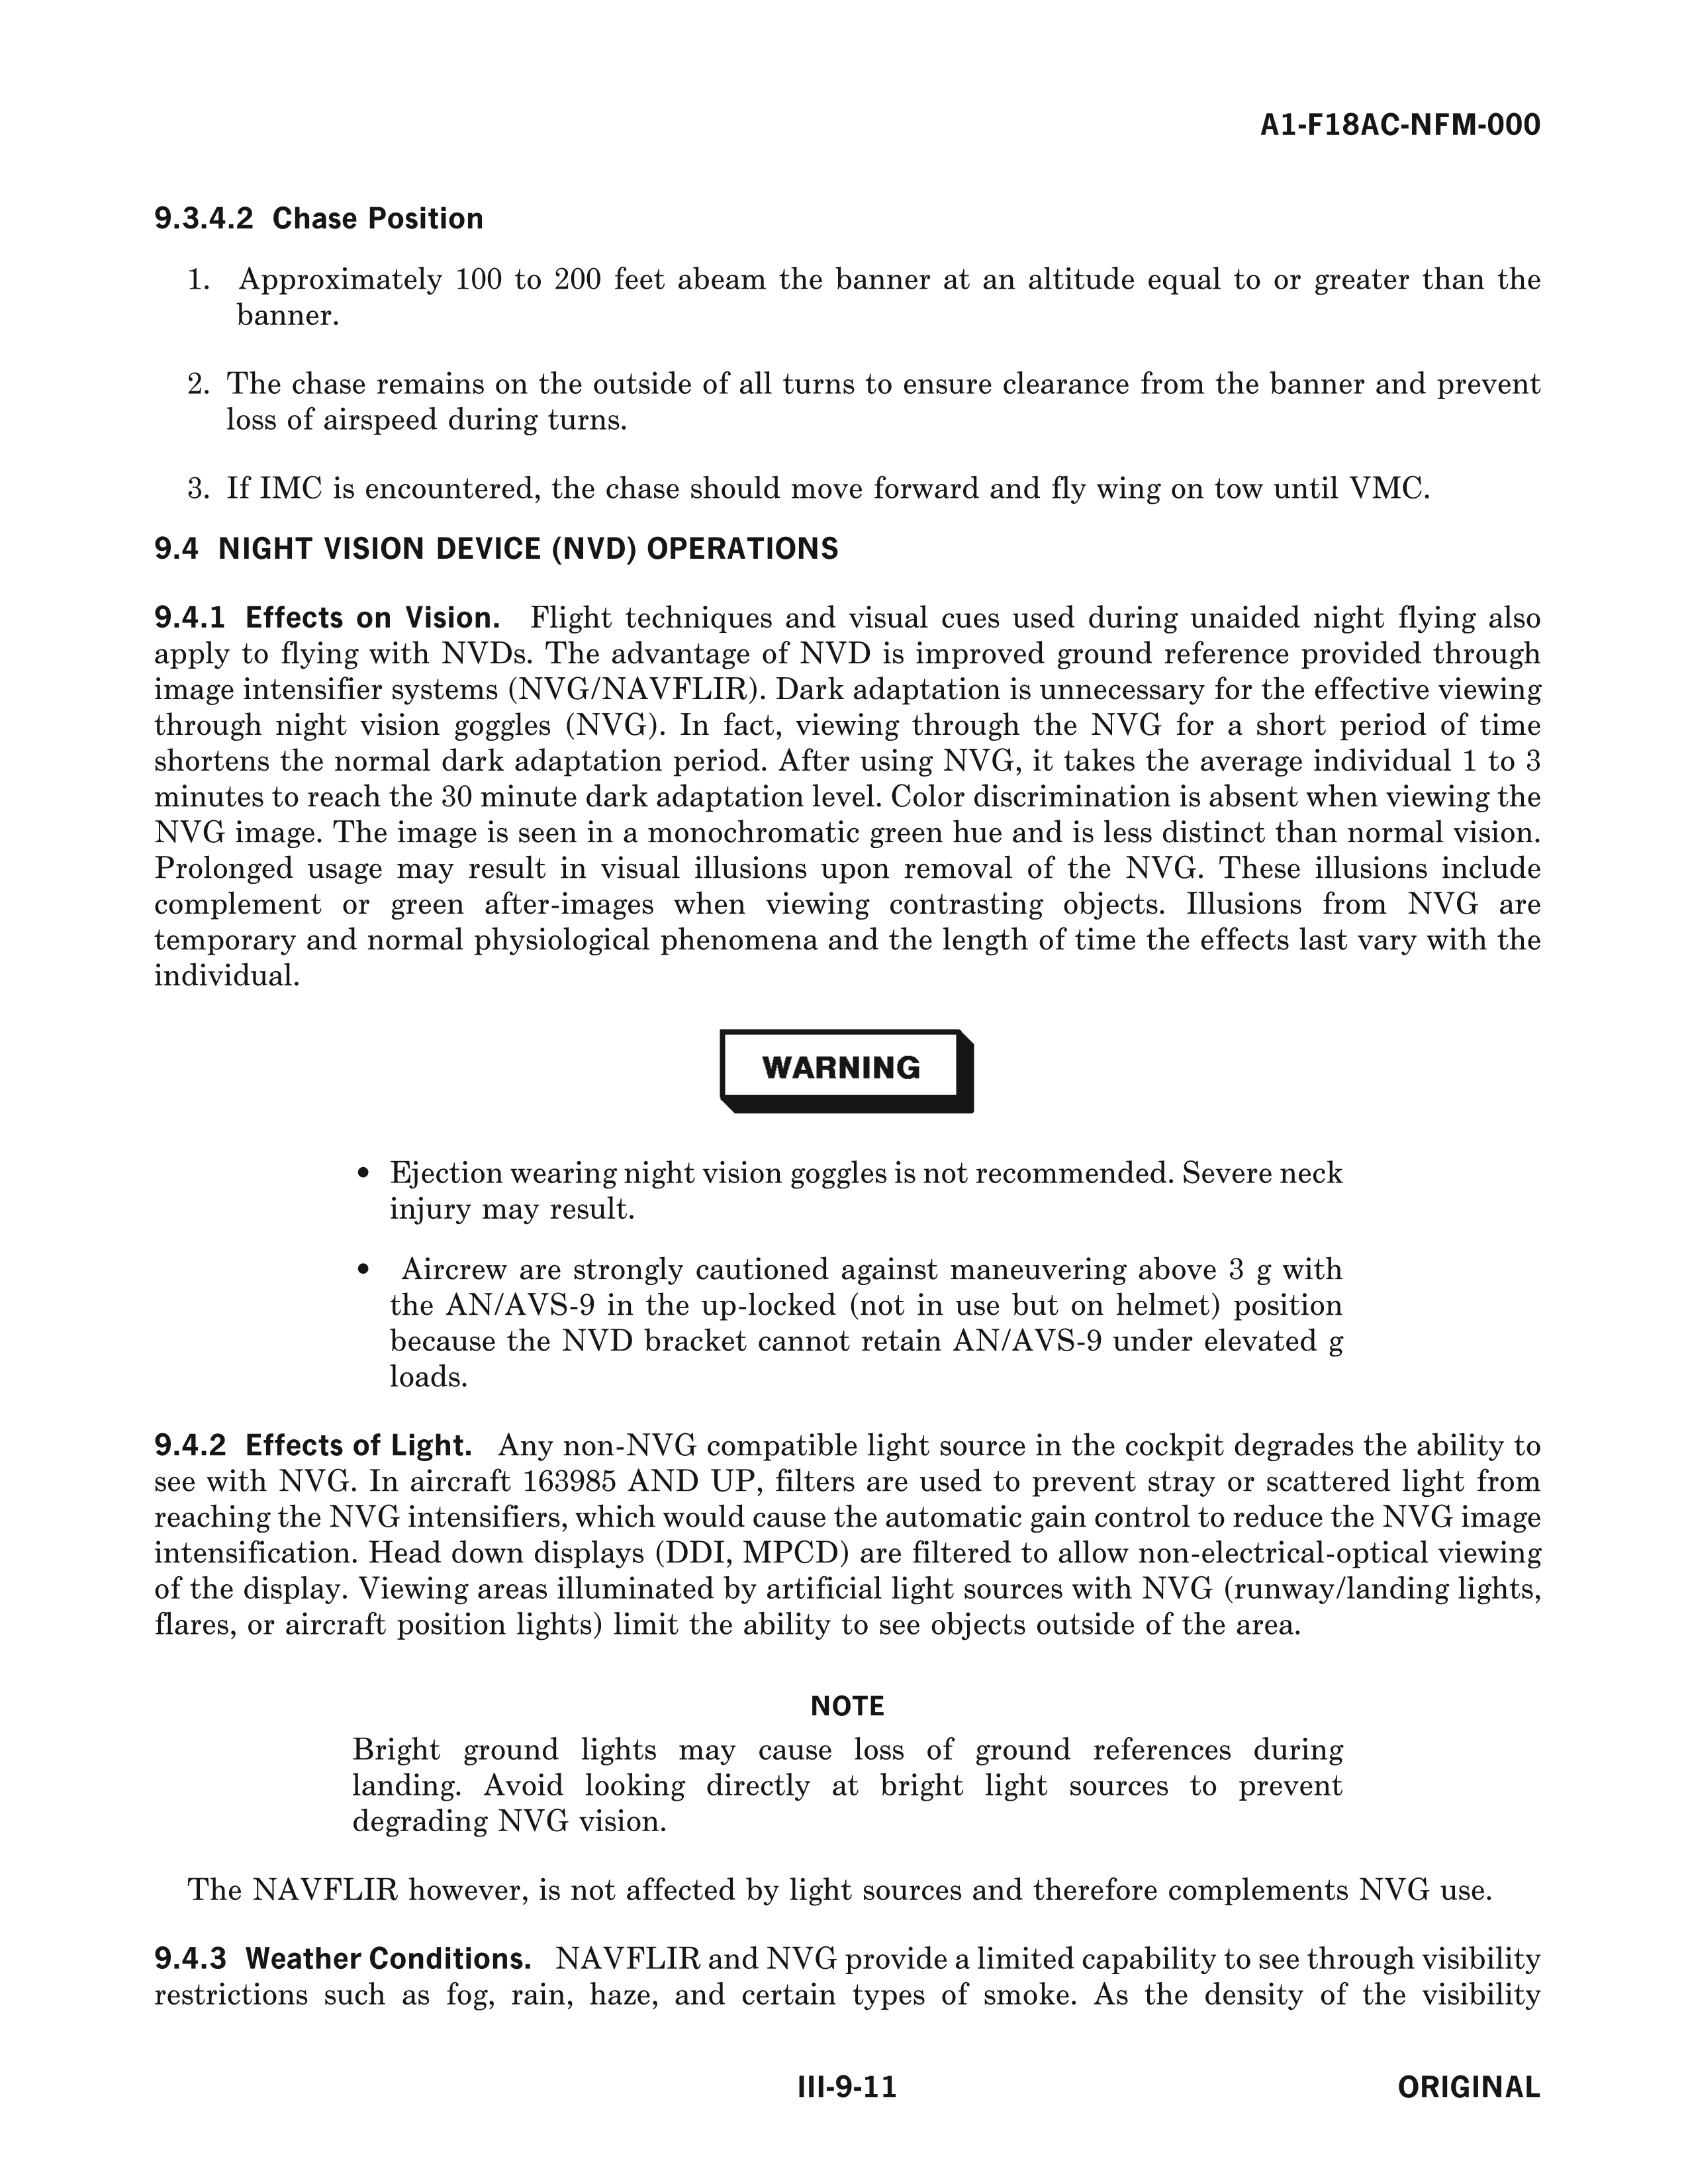 A1-F18AC-NFM-000
9.3.4.2 Chase Position
1. Approximately 100 to 200 feet abeam the banner at an altitude equal to or greater than the
banner.
2. The chase remains on the outside of all turns to ensure clearance from the banner and prevent
loss of airspeed during turns.
3. If IMC is encountered, the chase should move forward and fly wing on tow until VMC.
9.4 NIGHT VISION DEVICE (NVD) OPERATIONS
9.4.1 Effects on Vision. Flight techniques and visual cues used during unaided night flying also
apply to flying with NVDs. The advantage of NVD is improved ground reference provided through
image intensifier systems (NVG/NAVFLIR). Dark adaptation is unnecessary for the effective viewing
through night vision goggles (NVG). In fact, viewing through the NVG for a short period of time
shortens the normal dark adaptation period. After using NVG, it takes the average individual 1 to 3
minutes to reach the 30 minute dark adaptation level. Color discrimination is absent when viewing the
NVG image. The image is seen in a monochromatic green hue and is less distinct than normal vision.
Prolonged usage may result in visual illusions upon removal of the NVG. These illusions include
complement or green after-images when viewing contrasting objects. Illusions from NVG are
temporary and normal physiological phenomena and the length of time the effects last vary with the
individual.
WARNING
• Ejection wearing night vision goggles is not recommended. Severe neck
injury may result.
• Aircrew are strongly cautioned against maneuvering above 3 g with
the AN/AVS-9 in the up-locked (not in use but on helmet) position
because the NVD bracket cannot retain AN/AVS-9 under elevated g
loads.
9.4.2 Effects of Light. Any non-NVG compatible light source in the cockpit degrades the ability to
see with NVG. In aircraft 163985 AND UP, filters are used to prevent stray or scattered light from
reaching the NVG intensifiers, which would cause the automatic gain control to reduce the NVG image
intensification. Head down displays (DDI, MPCD) are filtered to allow non-electrical-optical viewing
of the display. Viewing areas illuminated by artificial light sources with NVG (runway/landing lights,
flares, or aircraft position lights) limit the ability to see objects outside of the area.
NOTE
Bright ground lights may cause loss of ground references during
landing. Avoid looking directly at bright light sources to prevent
degrading NVG vision.
The NAVFLIR however, is not affected by light sources and therefore complements NVG use.
9.4.3 Weather Conditions. NAVFLIR and NVG provide a limited capability to see through visibility
restrictions such as fog, rain, haze, and certain types of smoke. As the density of the visibility
III-9-11
ORIGINAL